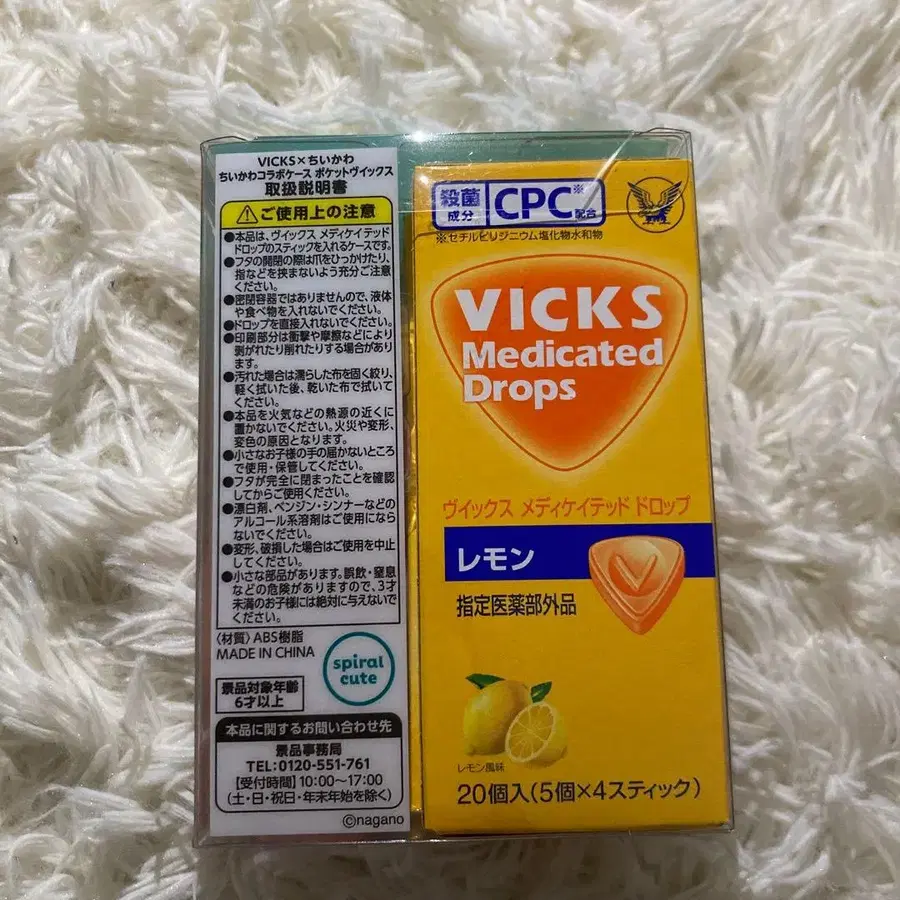 VICKS×ちいかわ
ちいかわコラボケース ポケットヴイックス
取扱説明書
ご使用上の注意
●本品は、ヴイックス メディケイテッド
ドロップのスティックを入れるケースです。
●フタの開閉の際は爪をひっかけたり、
指などを挟まないよう充分ご注意
ください。
●密閉容器ではありませんので、液体
や食べ物を入れないでください。
●ドロップを直接入れないでください。
●印刷部分は衝撃や摩擦などにより
剥がれたり削れたりする場合があり
ます。
●汚れた場合は濡らした布を固く絞り、
軽く拭いた後、乾いた布で拭いて
ください。
●本品を火気などの熱源の近くに
置かないでください。火災や変形、
変色の原因となります。
●小さなお子様の手の届かないところ
で使用・保管してください。
●フタが完全に閉まったことを確認
してからご使用ください。
●漂白剤、ベンジン・シンナーなどの
アルコール系溶剤はご使用になら
ないでください。
●変形、破損した場合はご使用を中止
してください。
●小さな部品があります。誤飲・窒息
などの危険がありますので、3才
未満のお子様には絶対に与えないで
ください。
〈材質〉ABS樹脂
MADE IN CHINA
spiral
cute
景品対象年齢
6才以上
本品に関するお問い合わせ先
景品事務局
TEL:0120-551-761
【受付時間】10:00～17:00
(土・日・祝日・年末年始を除く)
©nagano
殺菌
成分
CPC※
配合
※セチルピリジニウム塩化物水和物
VICKS
Medicated
Drops
ヴイックス メディケイテッド ドロップ
レモン
V
指定医薬部外品
レモン風味
20個入(5個×4スティック)